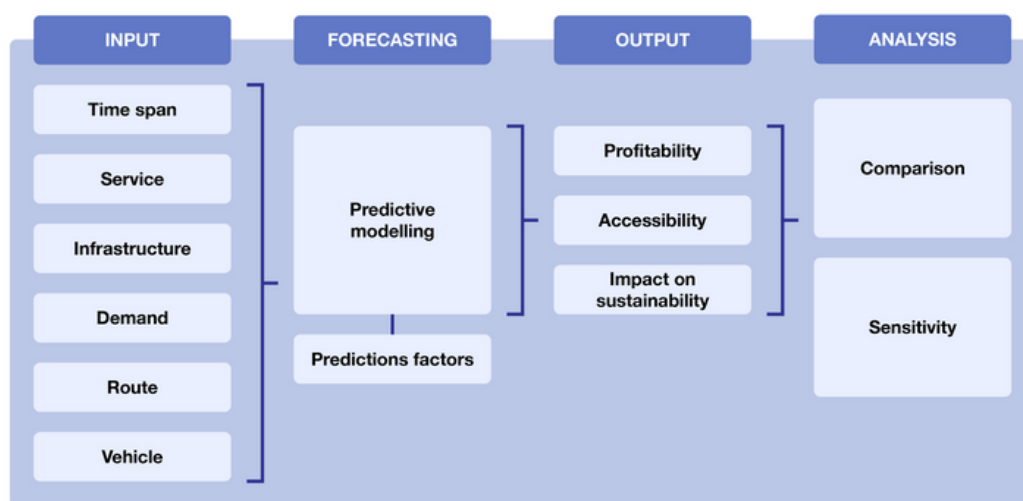 INPUT
FORECASTING
OUTPUT
ANALYSIS
Time span
Service
Infrastructure
Demand
Route
Vehicle
Predictive
modelling
Predictions factors
Profitability
Accessibility
Impact on
sustainability
Comparison
Sensitivity